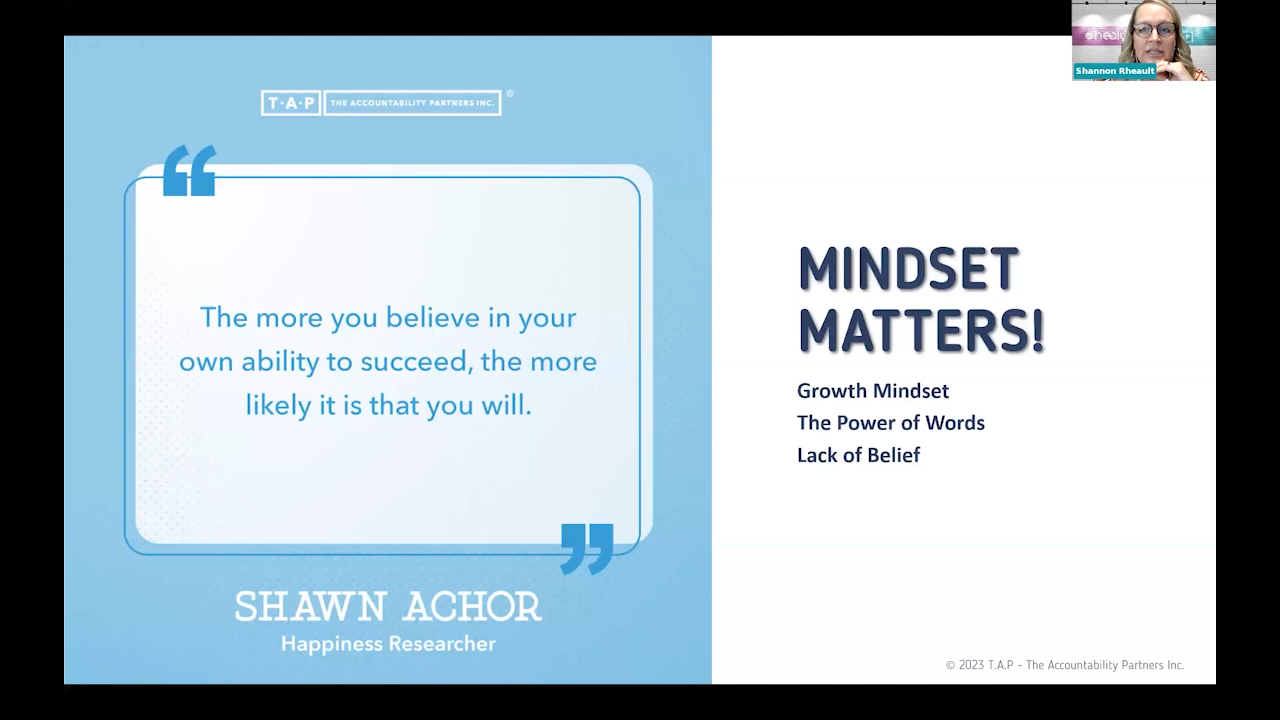 Shannon Rheault
T·A·P THE ACCOUNTABILITY PARTNERS INC. ©
“
The more you believe in your
own ability to succeed, the more
likely it is that you will.
”
SHAWN ACHOR
Happiness Researcher
MINDSET
MATTERS!
Growth Mindset
The Power of Words
Lack of Belief
© 2023 T.A.P – The Accountability Partners Inc.